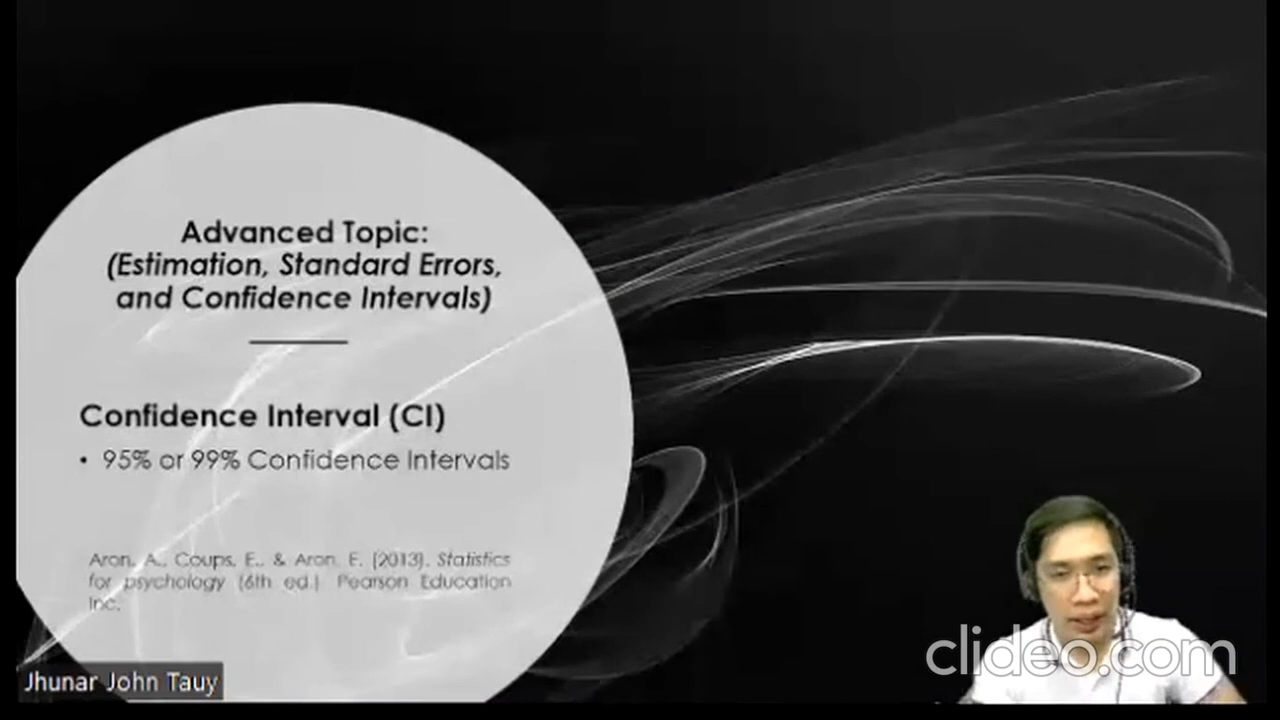 Advanced Topic:
(Estimation, Standard Errors,
and Confidence Intervals)
Confidence Interval (CI)
• 95% or 99% Confidence Intervals
Aron, A., Coups, E., & Aron, E. (2013). Statistics
for psychology (6th ed.). Pearson Education
Inc.
Jhunar John Tauy
clideo.com